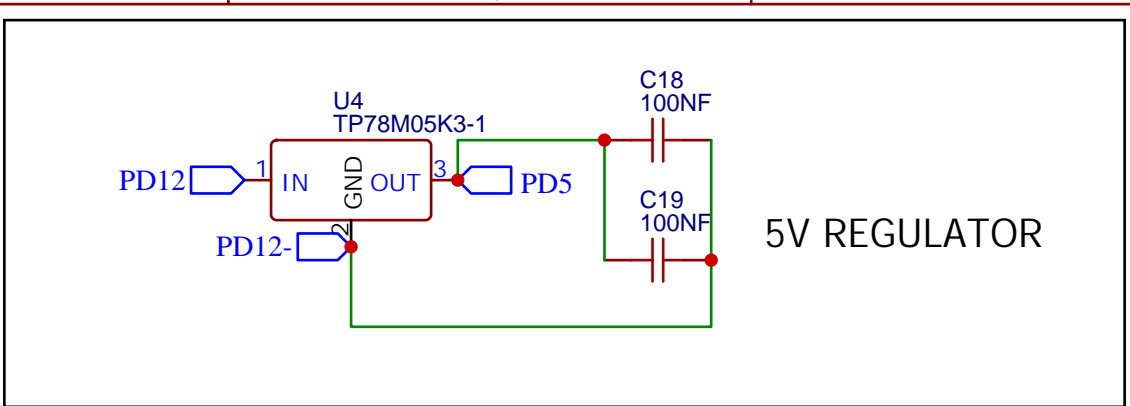 C18
100NF
U4
TP78M05K3-1
PD12
1
IN
GND
OUT
3
PD5
2
PD12-
C19
100NF
5V REGULATOR